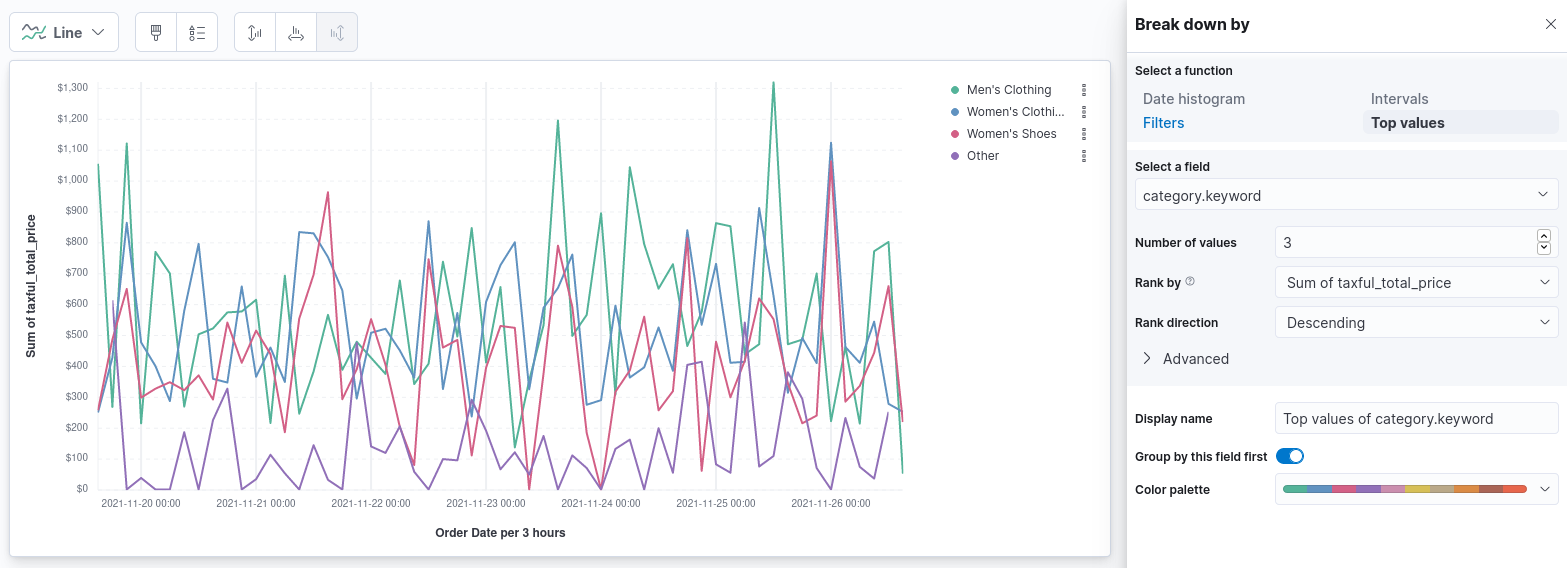 Line
$1,300
$1,200
$1,100
$1,000
$900
$800
$700
$600
$500
$400
$300
$200
$100
$0
Sum of taxful_total_price
2021-11-20 00:00
2021-11-21 00:00
2021-11-22 00:00
2021-11-23 00:00
2021-11-24 00:00
2021-11-25 00:00
2021-11-26 00:00
Order Date per 3 hours
Men's Clothing
Women's Clothi...
Women's Shoes
Other
Break down by
Select a function
Date histogram
Intervals
Filters
Top values
Select a field
category.keyword
Number of values
3
Rank by
Sum of taxful_total_price
Rank direction
Descending
Advanced
Display name
Top values of category.keyword
Group by this field first
Color palette